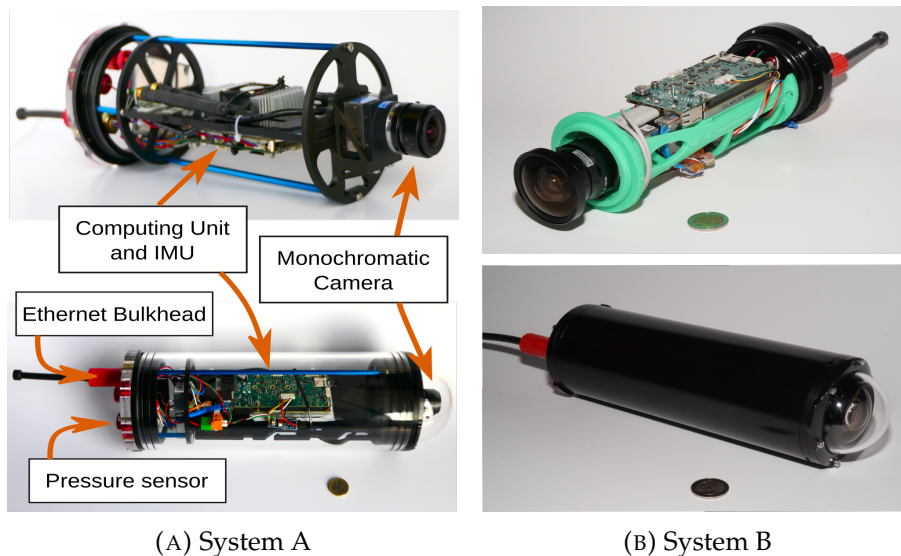 Computing Unit
and IMU
Monochromatic
Camera
Ethernet Bulkhead
Pressure sensor
(A) System A
(B) System B